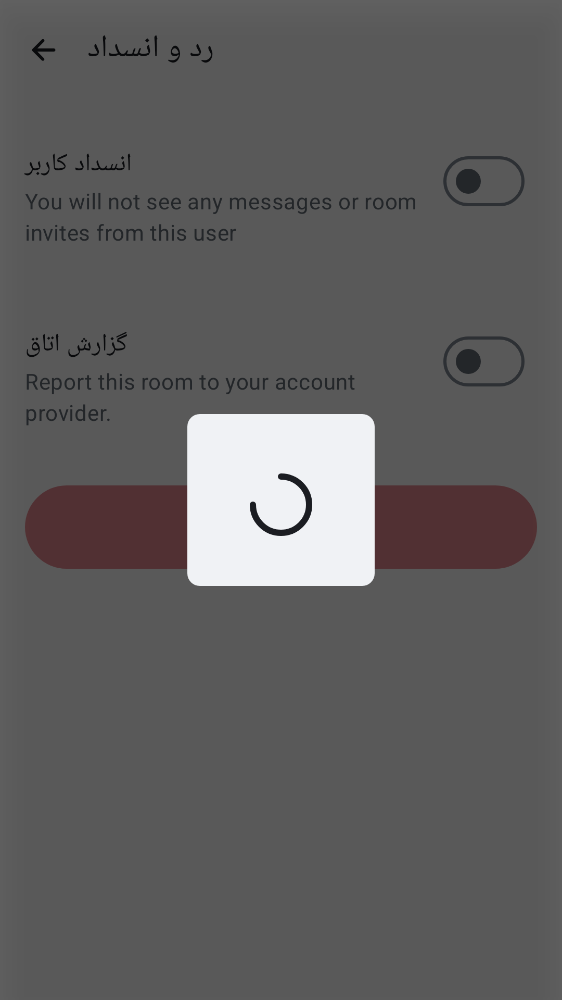 رد و انسداد
انسداد کاربر
You will not see any messages or room
invites from this user
گزارش اتاق
Report this room to your account
provider.